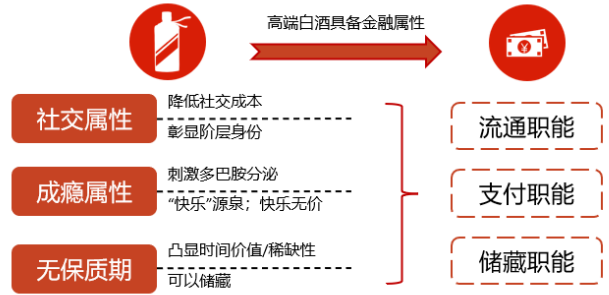 高端白酒具备金融属性
¥
社交属性
降低社交成本
彰显阶层身份
流通职能
成瘾属性
刺激多巴胺分泌
“快乐”源泉；快乐无价
支付职能
无保质期
凸显时间价值/稀缺性
可以储藏
储藏职能